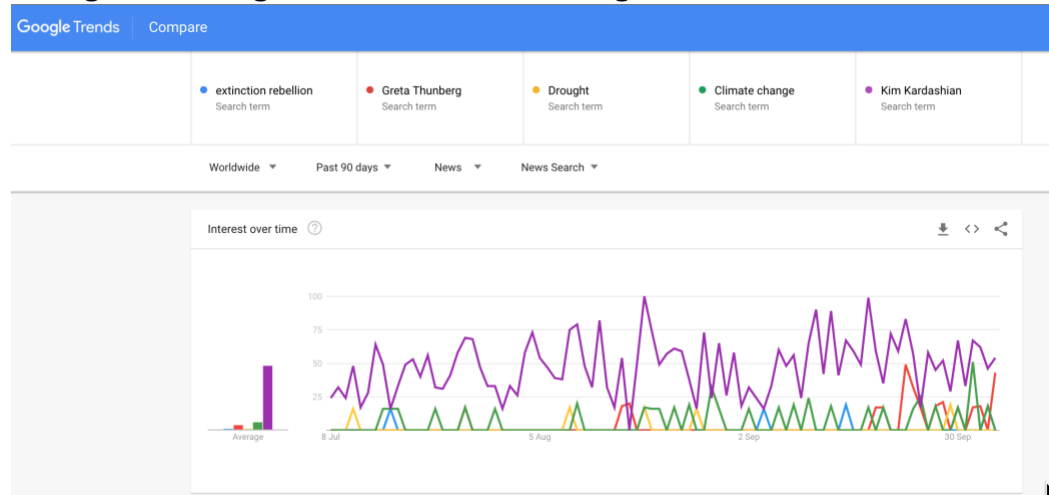 Google Trends Compare
extinction rebellion Greta Thunberg Drought Climate change Kim Kardashian
Search term Search term Search term Search term Search term
Worldwide Past 90 days News News Search
Interest over time ?
100
75
50
25
Average 8 Jul 5 Aug 2 Sep 30 Sep